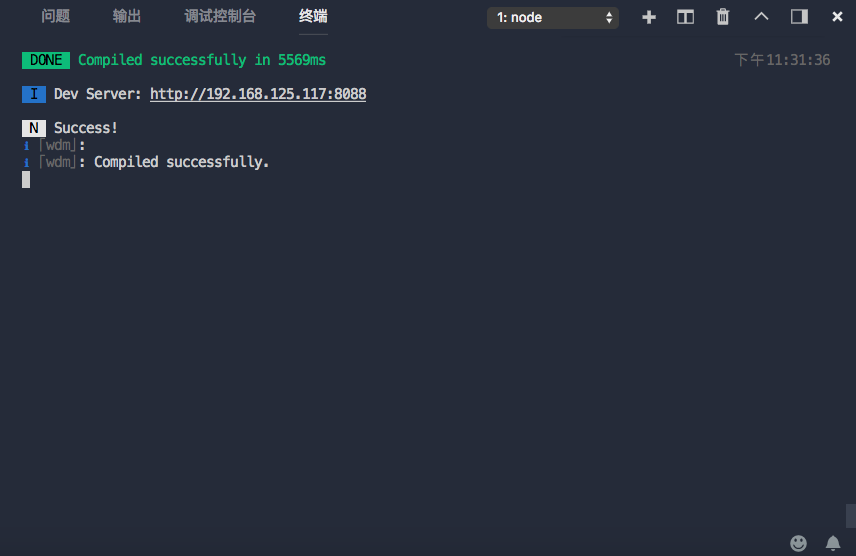 问题 输出 调试控制台 终端 1: node
DONE Compiled successfully in 5569ms 下午11:31:36
I Dev Server: http://192.168.125.117:8088
N Success!
ℹ ｢wdm｣:
ℹ ｢wdm｣: Compiled successfully.